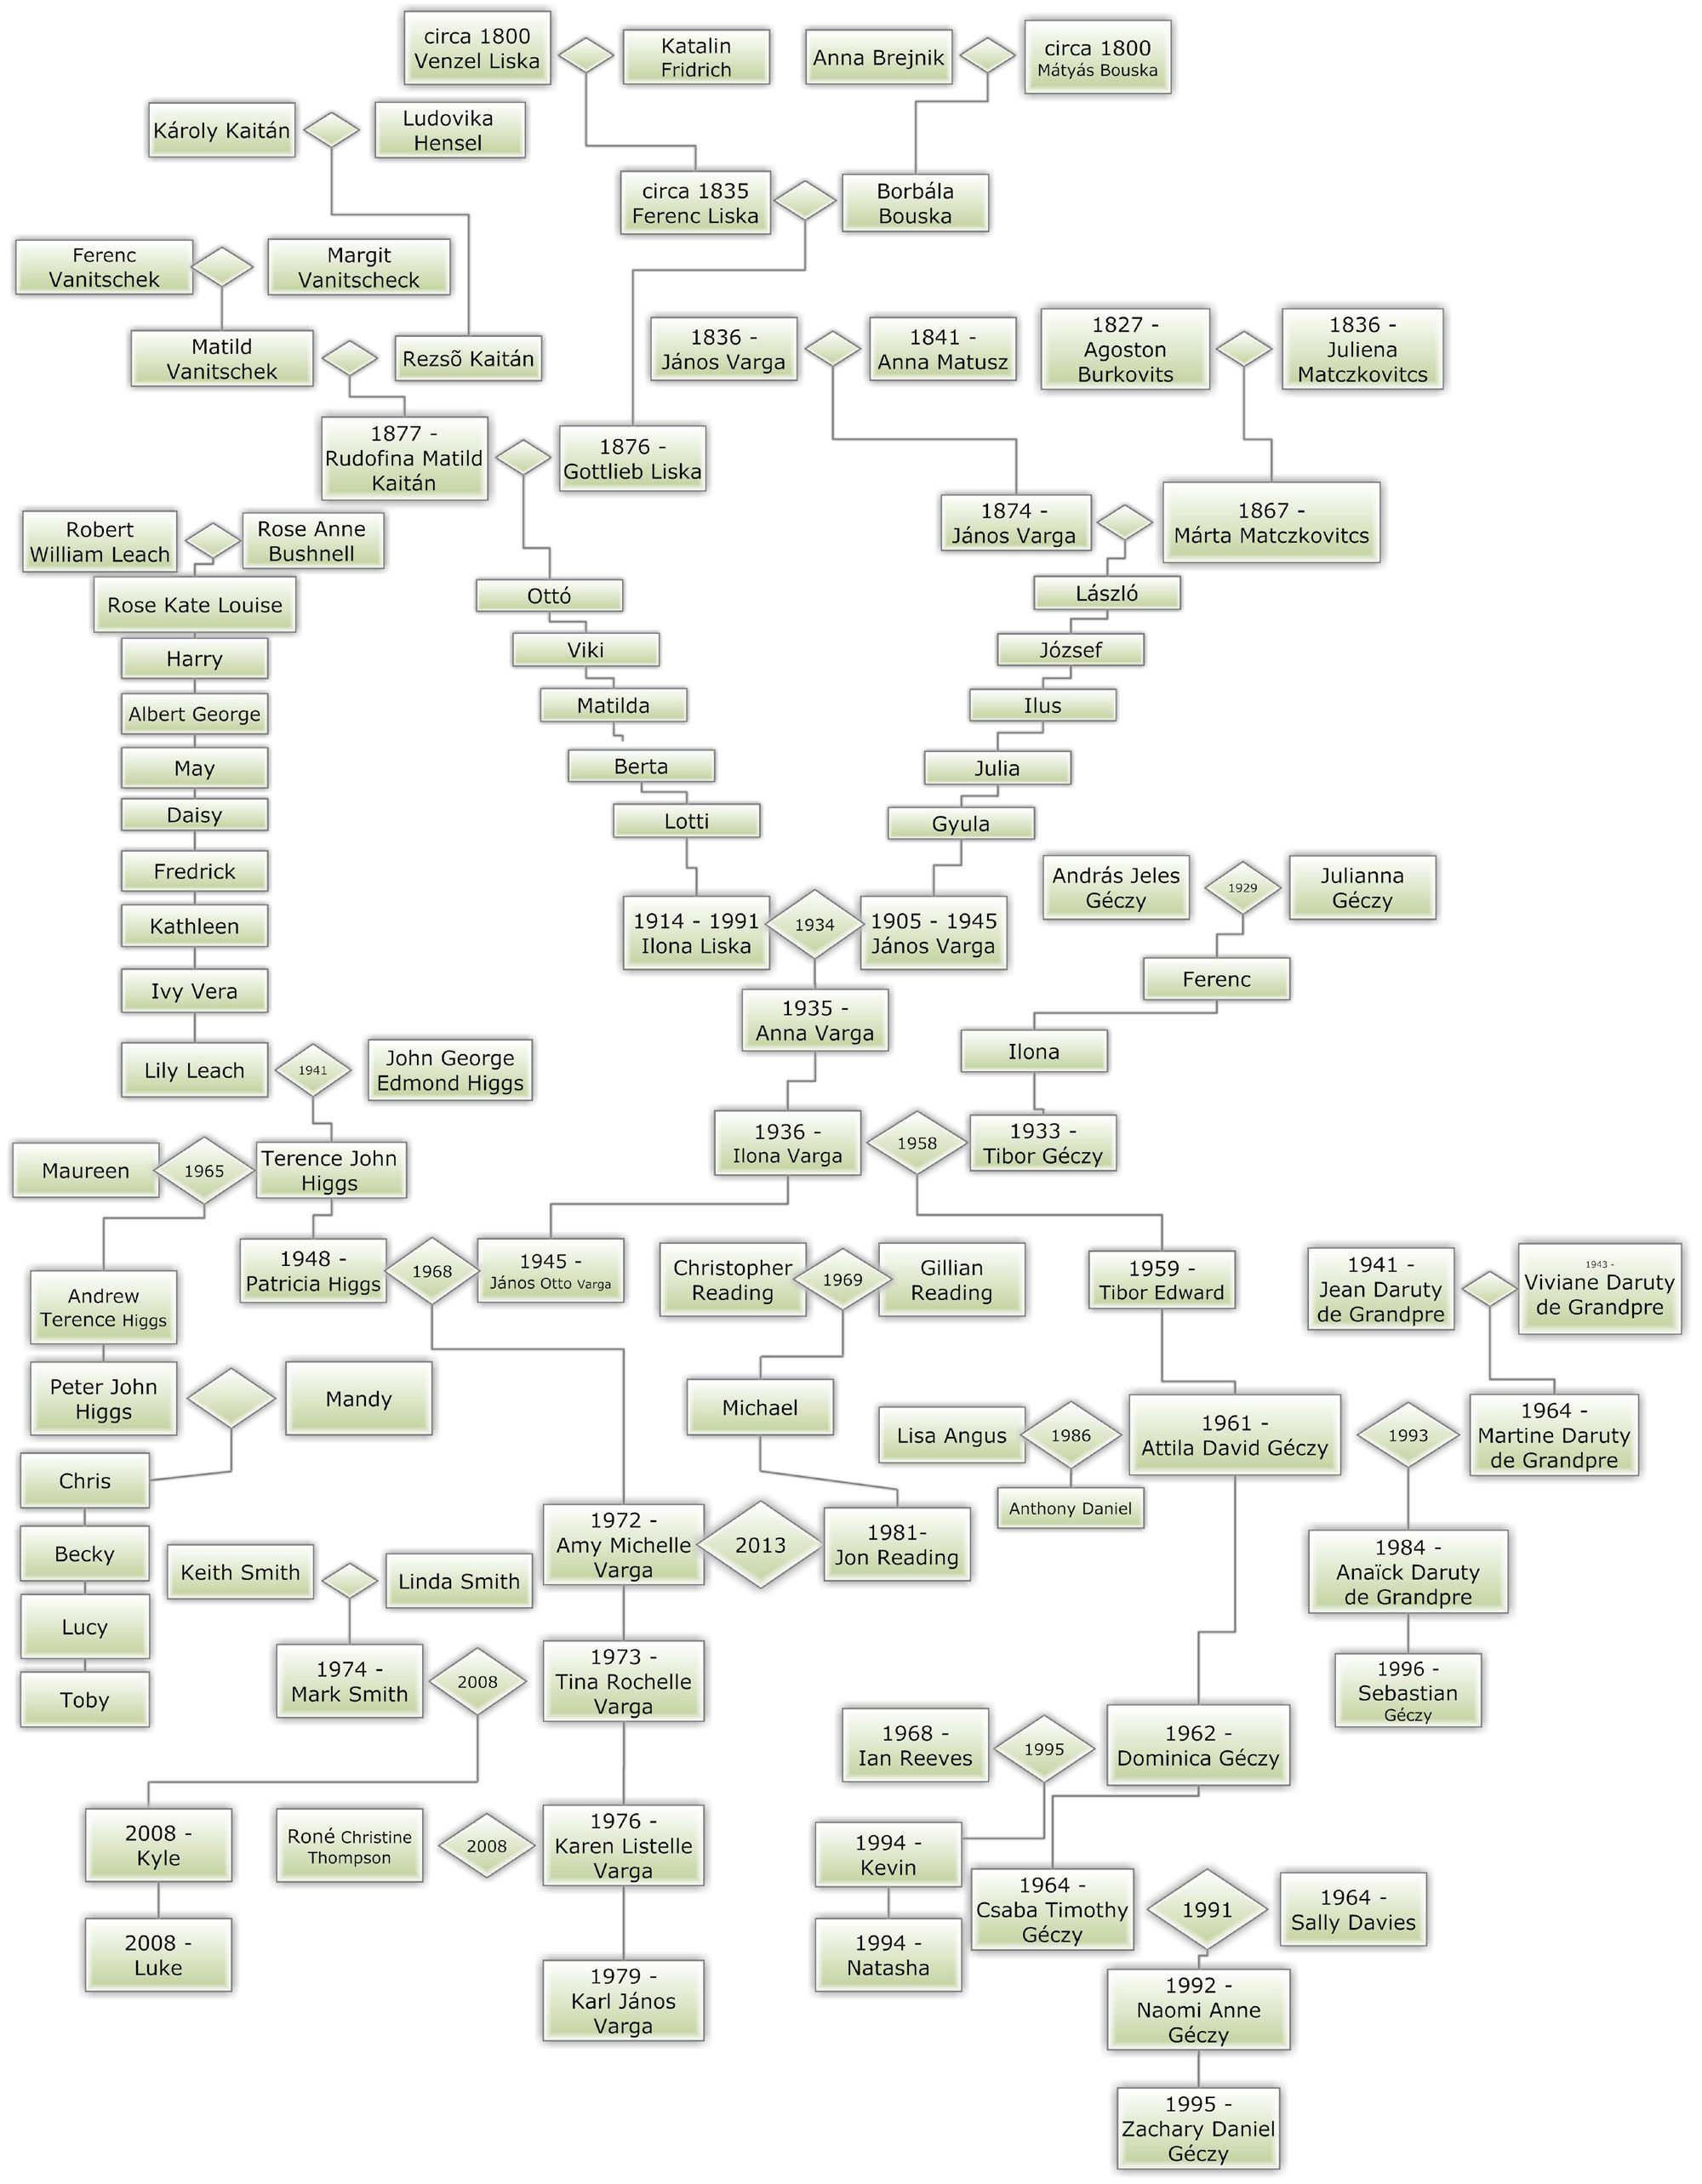 circa 1800
Venzel Liska
Katalin
Fridrich
Anna Brejnik
circa 1800
Mátyás Bouska
Károly Kaitán
Ludovika
Hensel
circa 1835
Ferenc Liska
Borbála
Bouska
Ferenc
Vanitschek
Margit
Vanitscheck
Matild
Vanitschek
Rezsõ Kaitán
1836 -
János Varga
1841 -
Anna Matusz
1827 -
Agoston
Burkovits
1836 -
Juliena
Matczkovitcs
1877 -
Rudofina Matild
Kaitán
1876 -
Gottlieb Liska
1874 -
János Varga
1867 -
Márta Matczkovitcs
Robert
William Leach
Rose Anne
Bushnell
Rose Kate Louise
Harry
Albert George
May
Daisy
Fredrick
Kathleen
Ivy Vera
Lily Leach
1941
John George
Edmond Higgs
Ottó
Viki
Matilda
Berta
Lotti
László
József
Ilus
Julia
Gyula
1914 - 1991
Ilona Liska
1934
1905 - 1945
János Varga
András Jeles
Géczy
1929
Julianna
Géczy
Ferenc
Ilona
1935 -
Anna Varga
1936 -
Ilona Varga
1958
1933 -
Tibor Géczy
Maureen
1965
Terence John
Higgs
1948 -
Patricia Higgs
1968
1945 -
János Otto Varga
Christopher
Reading
1969
Gillian
Reading
1959 -
Tibor Edward
1941 -
Jean Daruty
de Grandpre
1943 -
Viviane Daruty
de Grandpre
Andrew
Terence Higgs
Peter John
Higgs
Mandy
Michael
Lisa Angus
1986
1961 -
Attila David Géczy
1993
1964 -
Martine Daruty
de Grandpre
Anthony Daniel
Chris
Becky
Lucy
Toby
1972 -
Amy Michelle
Varga
2013
1981-
Jon Reading
1984 -
Anaïck Daruty
de Grandpre
1996 -
Sebastian
Géczy
Keith Smith
Linda Smith
1974 -
Mark Smith
2008
1973 -
Tina Rochelle
Varga
1968 -
Ian Reeves
1995
1962 -
Dominica Géczy
2008 -
Kyle
2008 -
Luke
Roné Christine
Thompson
2008
1976 -
Karen Listelle
Varga
1979 -
Karl János
Varga
1994 -
Kevin
1994 -
Natasha
1964 -
Csaba Timothy
Géczy
1991
1964 -
Sally Davies
1992 -
Naomi Anne
Géczy
1995 -
Zachary Daniel
Géczy